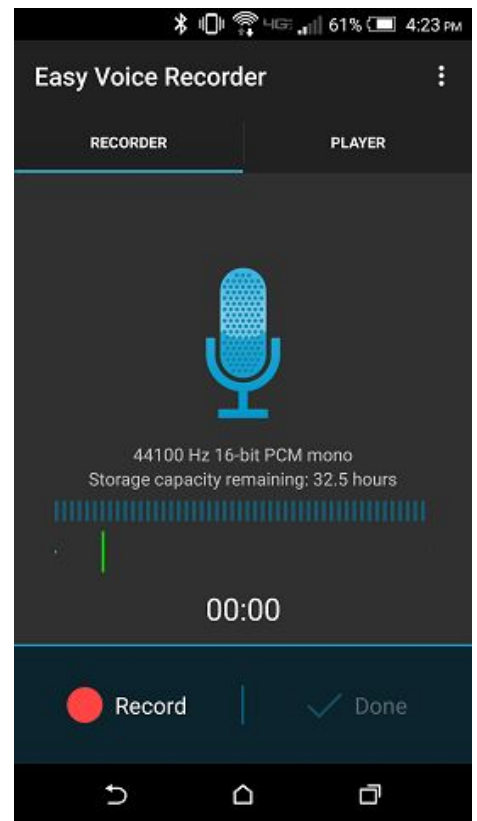 4G 61% 4:23 PM
Easy Voice Recorder
RECORDER PLAYER
44100 Hz 16-bit PCM mono
Storage capacity remaining: 32.5 hours
00:00
Record Done